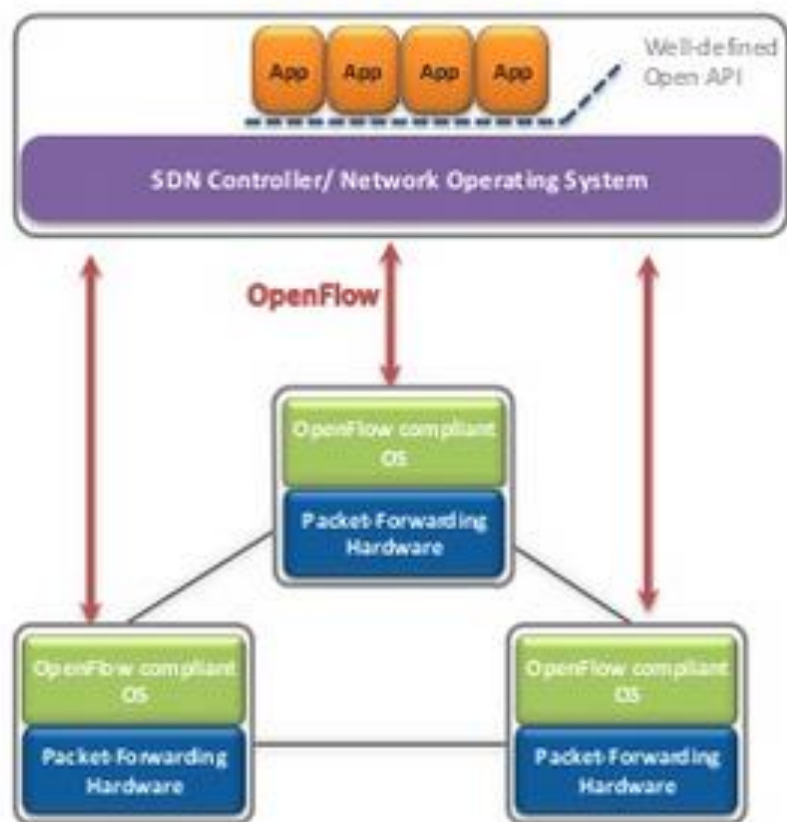 App App App App
Well-defined
Open API
SDN Controller/ Network Operating System
OpenFlow
OpenFlow compliant
OS
Packet-Forwarding
Hardware
OpenFlow compliant
OS
Packet-Forwarding
Hardware
OpenFlow compliant
OS
Packet-Forwarding
Hardware